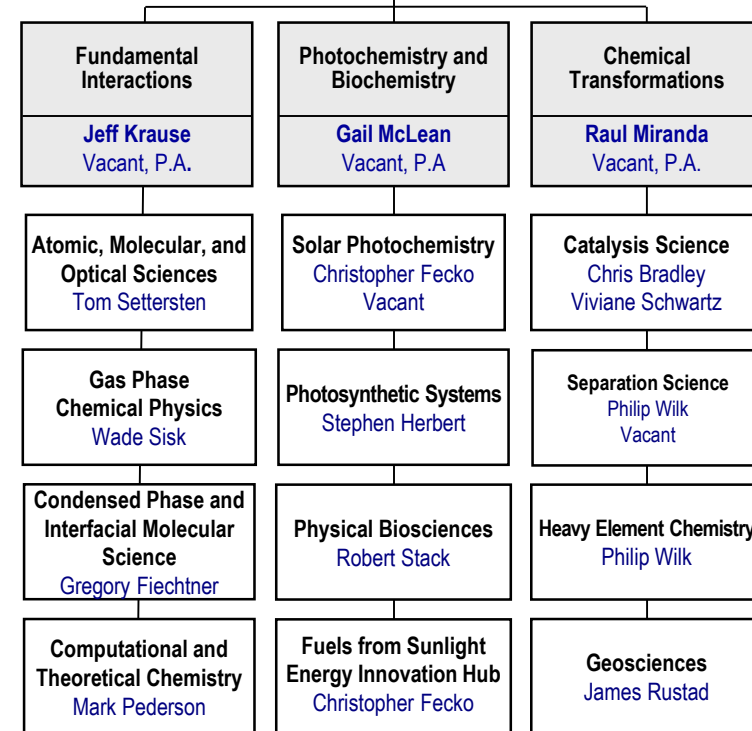 Fundamental
Interactions
Jeff Krause
Vacant, P.A.
Atomic, Molecular, and
Optical Sciences
Tom Settersten
Gas Phase
Chemical Physics
Wade Sisk
Condensed Phase and
Interfacial Molecular
Science
Gregory Fiechtner
Computational and
Theoretical Chemistry
Mark Pederson
Photochemistry and
Biochemistry
Gail McLean
Vacant, P.A
Solar Photochemistry
Christopher Fecko
Vacant
Photosynthetic Systems
Stephen Herbert
Physical Biosciences
Robert Stack
Fuels from Sunlight
Energy Innovation Hub
Christopher Fecko
Chemical
Transformations
Raul Miranda
Vacant, P.A.
Catalysis Science
Chris Bradley
Viviane Schwartz
Separation Science
Philip Wilk
Vacant
Heavy Element Chemistry
Philip Wilk
Geosciences
James Rustad